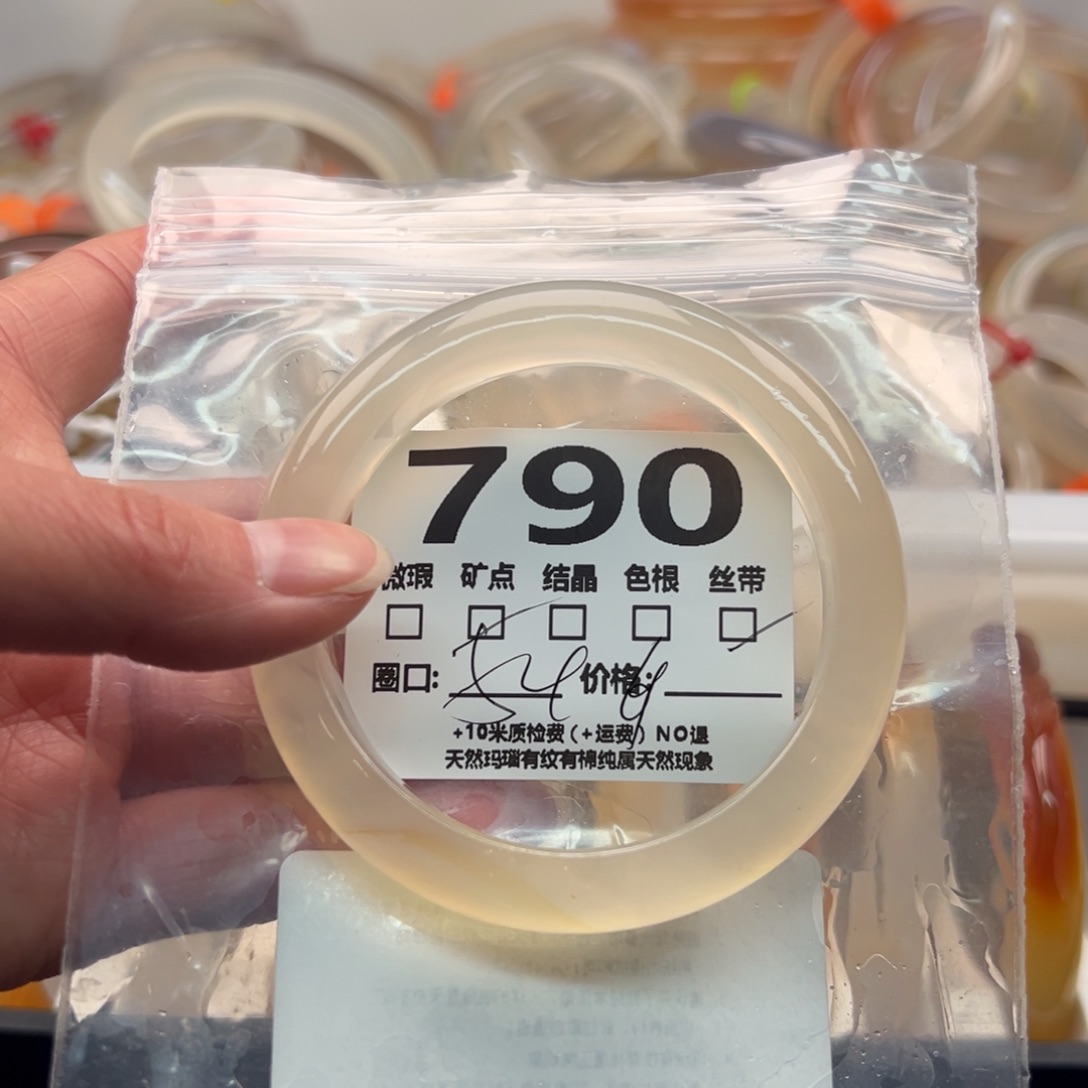 790
微瑕 矿点 结晶 色根 丝带
圈口: 54 价格:
+10米质检费(+运费)NO退
天然玛瑙有纹有棉纯属天然现象